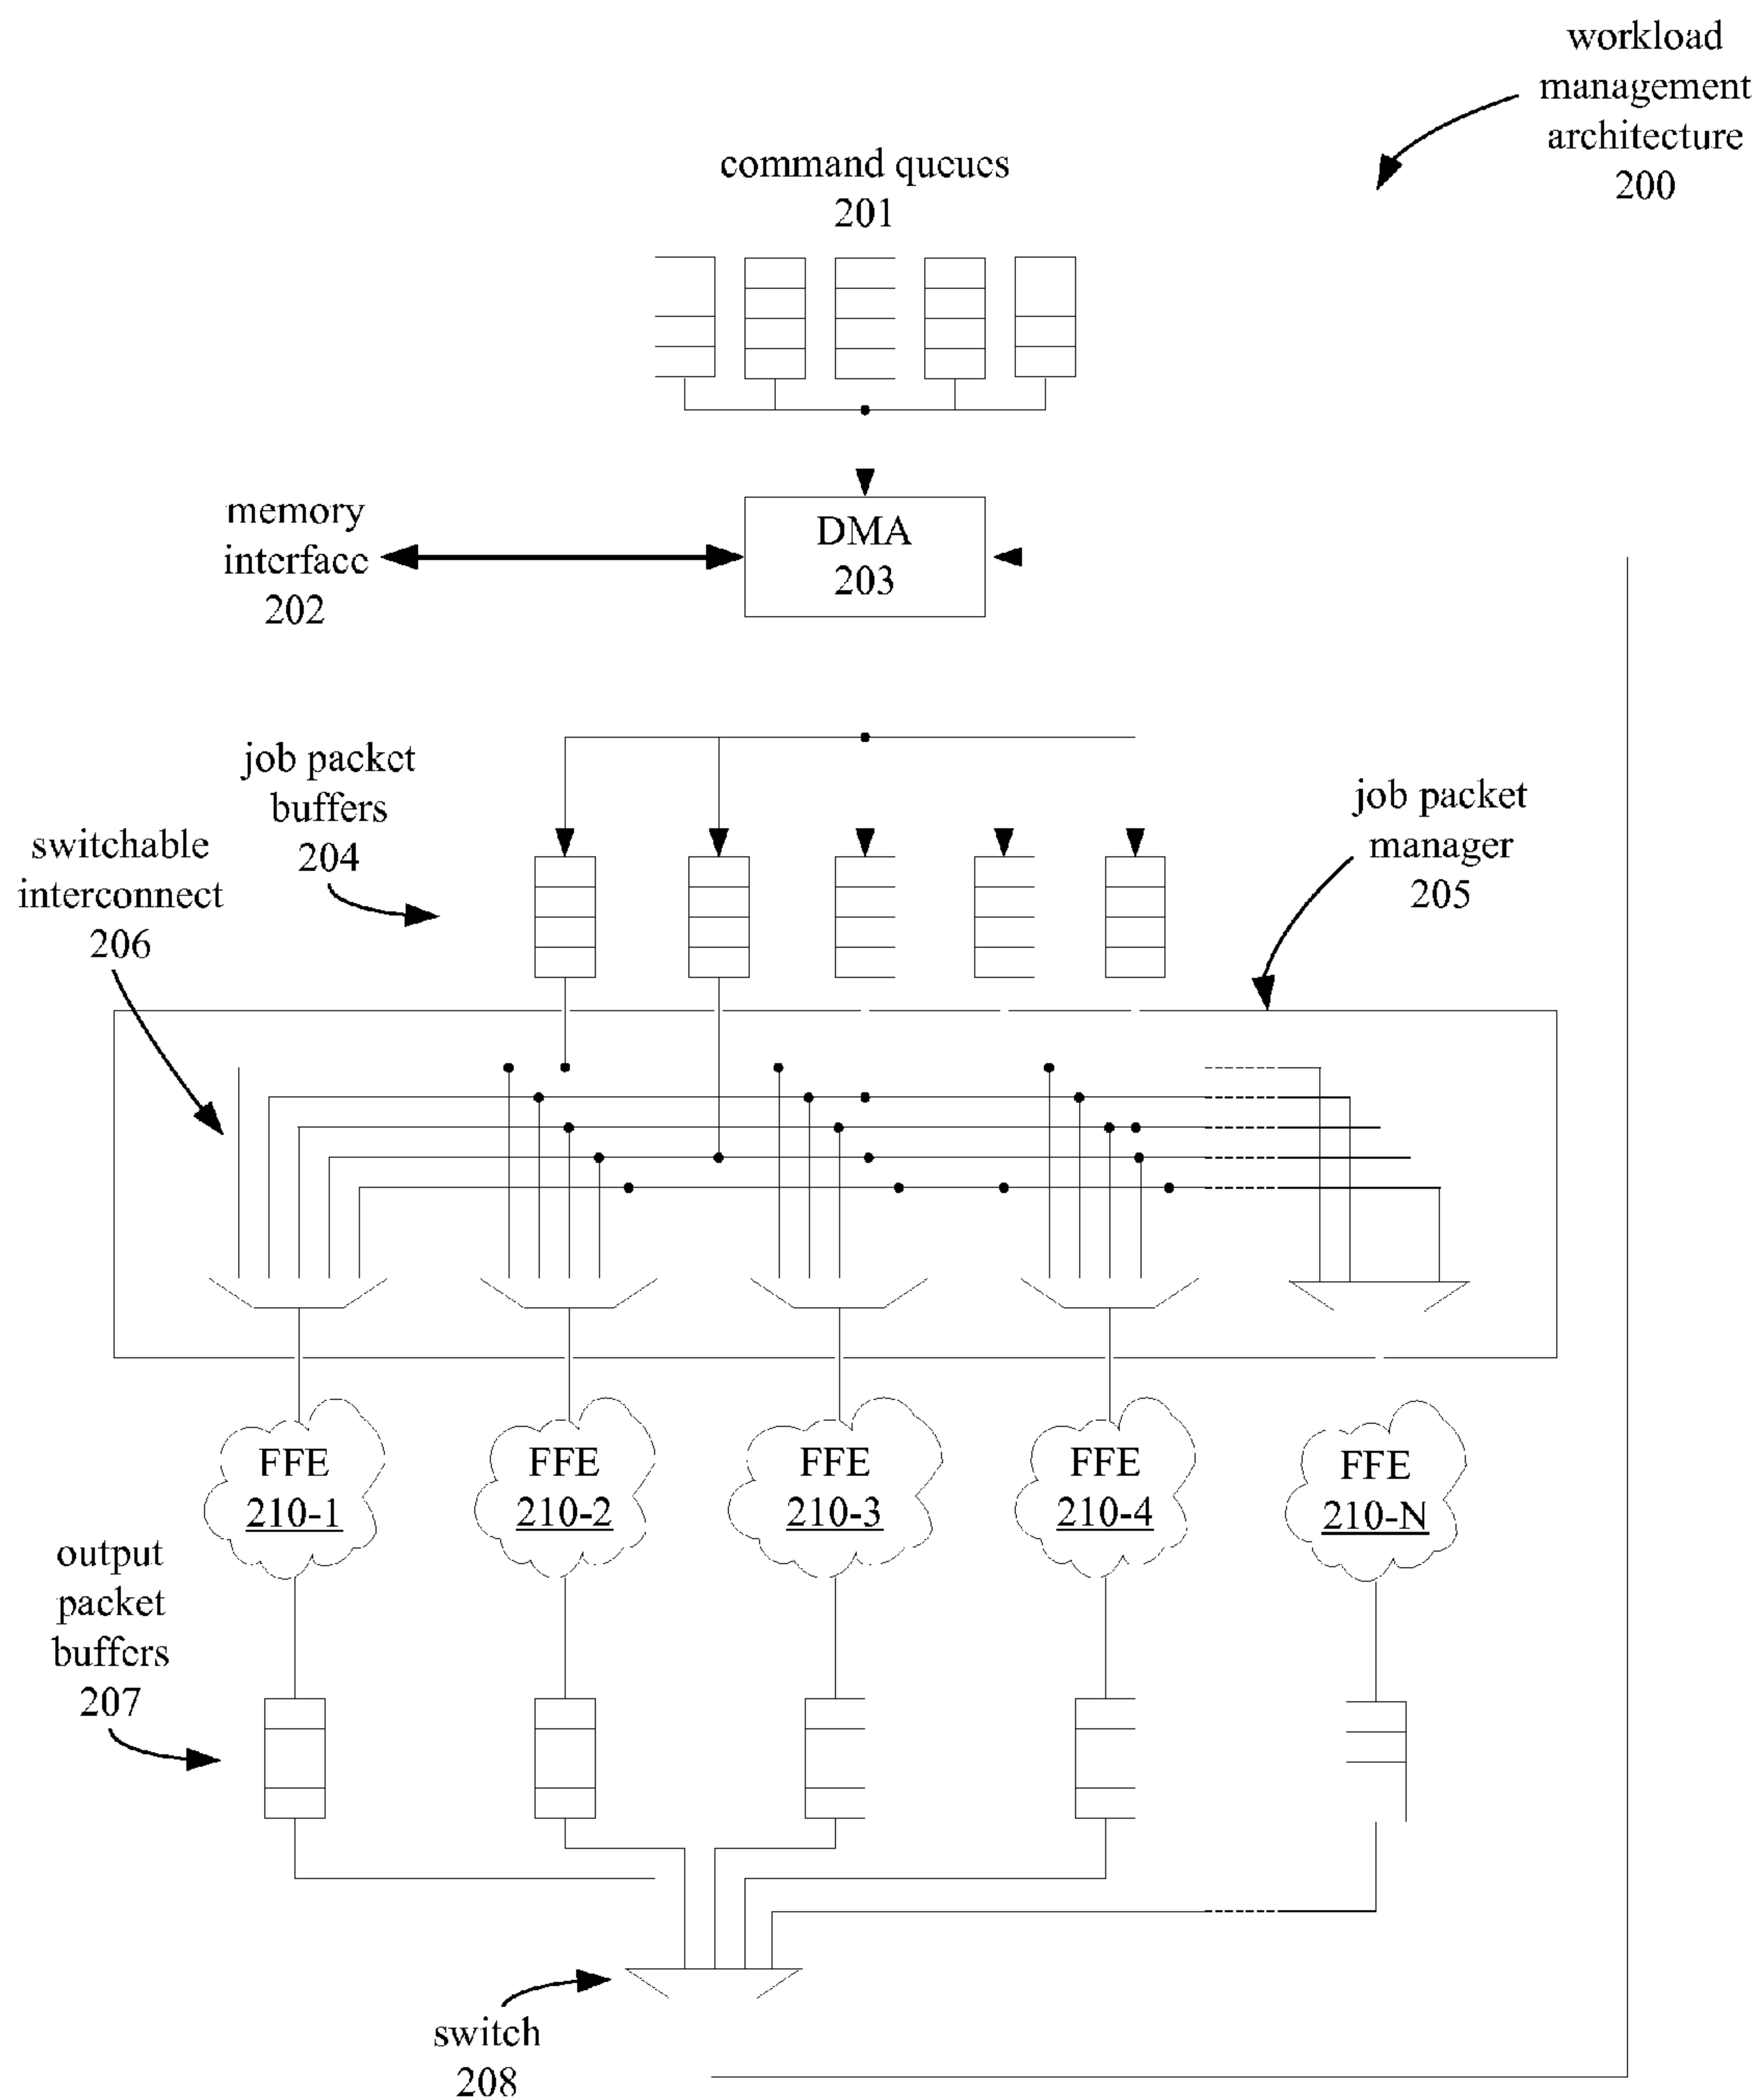 workload
management
architecture
200
command queues
201
memory
interface
202
DMA
203
job packet
buffers
204
switchable
interconnect
206
job packet
manager
205
FFE
210-1
FFE
210-2
FFE
210-3
FFE
210-4
FFE
210-N
output
packet
buffers
207
switch
208